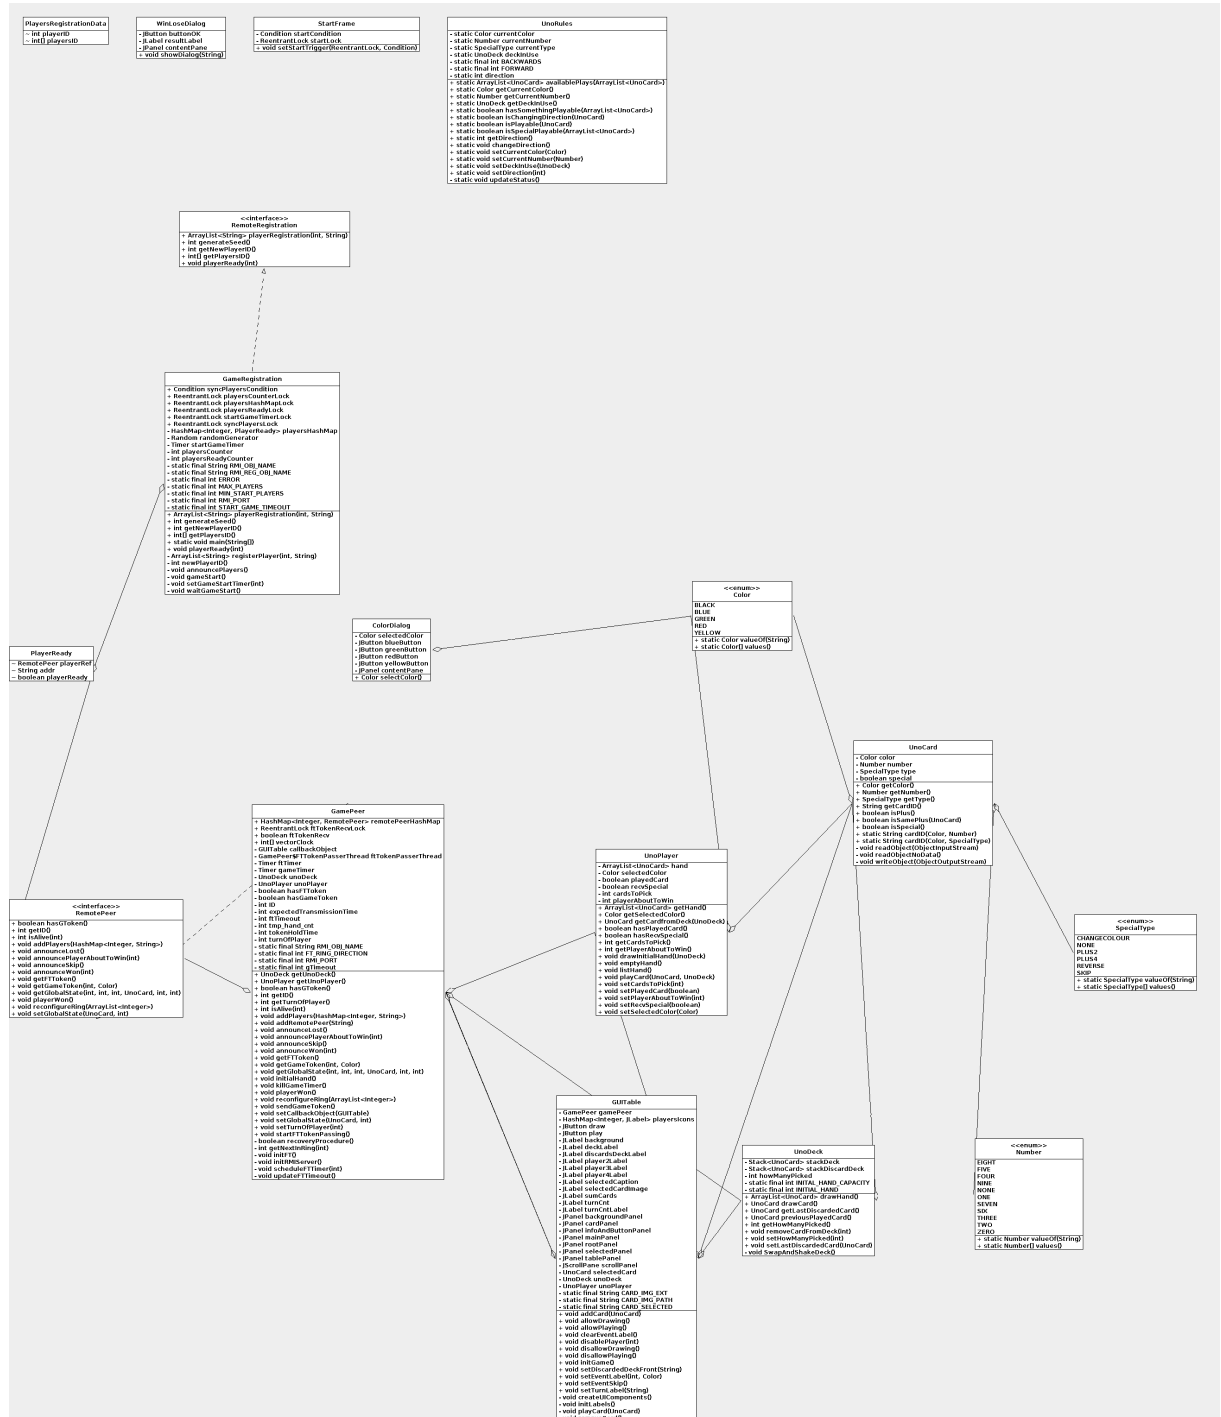 PlayersRegistrationData
~ int playerID
~ int[] playersID
WinLoseDialog
- JButton buttonOK
- JLabel resultLabel
- JPanel contentPane
+ void showDialog(String)
StartFrame
- Condition startCondition
- ReentrantLock startLock
+ void setStartTrigger(ReentrantLock, Condition)
UnoRules
- static Color currentColor
- static Number currentNumber
- static SpecialType currentType
- static UnoDeck deckInUse
- static final int BACKWARDS
- static final int FORWARD
- static int direction
+ static ArrayList<UnoCard> availablePlays(ArrayList<UnoCard>)
+ static Color getCurrentColor()
+ static Number getCurrentNumber()
+ static UnoDeck getDeckInUse()
+ static boolean hasSomethingPlayable(ArrayList<UnoCard>)
+ static boolean isChangingDirection(UnoCard)
+ static boolean isPlayable(UnoCard)
+ static boolean isSpecialPlayable(ArrayList<UnoCard>)
+ static int getDirection()
+ static void changeDirection()
+ static void setCurrentColor(Color)
+ static void setCurrentNumber(Number)
+ static void setDeckInUse(UnoDeck)
+ static void setDirection(int)
- static void updateStatus()
<<interface>>
RemoteRegistration
+ ArrayList<String> playerRegistration(int, String)
+ int generateSeed()
+ int getNewPlayerID()
+ int[] getPlayersID()
+ void playerReady(int)
GameRegistration
+ Condition syncPlayersCondition
+ ReentrantLock playersCounterLock
+ ReentrantLock playersHashMapLock
+ ReentrantLock playersReadyLock
+ ReentrantLock startGameTimerLock
+ ReentrantLock syncPlayersLock
- HashMap<Integer, PlayerReady> playersHashMap
- Random randomGenerator
- Timer startGameTimer
- int playersCounter
- int playersReadyCounter
- static final String RMI_OBJ_NAME
- static final String RMI_REG_OBJ_NAME
- static final int ERROR
- static final int MAX_PLAYERS
- static final int MIN_START_PLAYERS
- static final int RMI_PORT
- static final int START_GAME_TIMEOUT
+ ArrayList<String> playerRegistration(int, String)
+ int generateSeed()
+ int getNewPlayerID()
+ int[] getPlayersID()
+ static void main(String[])
+ void playerReady(int)
- ArrayList<String> registerPlayer(int, String)
- int newPlayerID()
- void announcePlayers()
- void gameStart()
- void setGameStartTimer(int)
- void waitGameStart()
<<enum>>
Color
BLACK
BLUE
GREEN
RED
YELLOW
+ static Color valueOf(String)
+ static Color[] values()
ColorDialog
- Color selectedColor
- JButton blueButton
- JButton greenButton
- JButton redButton
- JButton yellowButton
- JPanel contentPane
+ Color selectColor()
PlayerReady
~ RemotePeer playerRef
~ String addr
~ boolean playerReady
UnoCard
- Color color
- Number number
- SpecialType type
- boolean special
+ Color getColor()
+ Number getNumber()
+ SpecialType getType()
+ String getCardID()
+ boolean isPlus()
+ boolean isSamePlus(UnoCard)
+ boolean isSpecial()
+ static String cardID(Color, Number)
+ static String cardID(Color, SpecialType)
- void readObject(ObjectInputStream)
- void readObjectNoData()
- void writeObject(ObjectOutputStream)
GamePeer
+ HashMap<Integer, RemotePeer> remotePeerHashMap
+ ReentrantLock ftTokenRecvLock
+ boolean ftTokenRecv
+ int[] vectorClock
- GUITable callbackObject
- GamePeer$FTTokenPasserThread ftTokenPasserThread
- Timer ftTimer
- Timer gameTimer
- UnoDeck unoDeck
- UnoPlayer unoPlayer
- boolean hasFTToken
- boolean hasGameToken
- int ID
- int expectedTransmissionTime
- int ftTimeout
- int tmp_hand_cnt
- int tokenHoldTime
- int turnOfPlayer
- static final String RMI_OBJ_NAME
- static final int FT_RING_DIRECTION
- static final int RMI_PORT
- static final int gTimeout
+ UnoDeck getUnoDeck()
+ UnoPlayer getUnoPlayer()
+ boolean hasGToken()
+ int getID()
+ int getTurnOfPlayer()
+ int isAlive(int)
+ void addPlayers(HashMap<Integer, String>)
+ void addRemotePeer(String)
+ void announceLost()
+ void announcePlayerAboutToWin(int)
+ void announceSkip()
+ void announceWon(int)
+ void getFTToken()
+ void getGameToken(int, Color)
+ void getGlobalState(int, int, int, UnoCard, int, int)
+ void initialHand()
+ void killGameTimer()
+ void playerWon()
+ void reconfigureRing(ArrayList<Integer>)
+ void sendGameToken()
+ void setCallbackObject(GUITable)
+ void setGlobalState(UnoCard, int)
+ void setTurnOfPlayer(int)
+ void startFTTokenPassing()
- boolean recoveryProcedure()
- int getNextInRing(int)
- void initFT()
- void initRMIServer()
- void scheduleFTTimer(int)
- void updateFTTimeout()
UnoPlayer
- ArrayList<UnoCard> hand
- Color selectedColor
- boolean playedCard
- boolean recvSpecial
- int cardsToPick
- int playerAboutToWin
+ ArrayList<UnoCard> getHand()
+ Color getSelectedColor()
+ UnoCard getCardfromDeck(UnoDeck)
+ boolean hasPlayedCard()
+ boolean hasRecvSpecial()
+ int getCardsToPick()
+ int getPlayerAboutToWin()
+ void drawInitialHand(UnoDeck)
+ void emptyHand()
+ void listHand()
+ void playCard(UnoCard, UnoDeck)
+ void setCardsToPick(int)
+ void setPlayedCard(boolean)
+ void setPlayerAboutToWin(int)
+ void setRecvSpecial(boolean)
+ void setSelectedColor(Color)
<<interface>>
RemotePeer
+ boolean hasGToken()
+ int getID()
+ int isAlive(int)
+ void addPlayers(HashMap<Integer, String>)
+ void announceLost()
+ void announcePlayerAboutToWin(int)
+ void announceSkip()
+ void announceWon(int)
+ void getFTToken()
+ void getGameToken(int, Color)
+ void getGlobalState(int, int, int, UnoCard, int, int)
+ void playerWon()
+ void reconfigureRing(ArrayList<Integer>)
+ void setGlobalState(UnoCard, int)
<<enum>>
SpecialType
CHANGECOLOUR
NONE
PLUS2
PLUS4
REVERSE
SKIP
+ static SpecialType valueOf(String)
+ static SpecialType[] values()
GUITable
- GamePeer gamePeer
- HashMap<Integer, JLabel> playersIcons
- JButton draw
- JButton play
- JLabel background
- JLabel deckLabel
- JLabel discardsDeckLabel
- JLabel player2Label
- JLabel player3Label
- JLabel player4Label
- JLabel selectedCaption
- JLabel selectedCardImage
- JLabel sumCards
- JLabel turnCnt
- JLabel turnCntLabel
- JPanel backgroundPanel
- JPanel cardPanel
- JPanel infoAndButtonPanel
- JPanel mainPanel
- JPanel rootPanel
- JPanel selectedPanel
- JPanel tablePanel
- JScrollPane scrollPanel
- UnoCard selectedCard
- UnoDeck unoDeck
- UnoPlayer unoPlayer
- static final String CARD_IMG_EXT
- static final String CARD_IMG_PATH
- static final String CARD_SELECTED
+ void addCard(UnoCard)
+ void allowDrawing()
+ void allowPlaying()
+ void clearEventLabel()
+ void disablePlayer(int)
+ void disallowDrawing()
+ void disallowPlaying()
+ void initGame()
+ void setDiscardedDeckFront(String)
+ void setEventLabel(int, Color)
+ void setEventSkip()
+ void setTurnLabel(String)
- void createUIComponents()
- void initLabels()
- void playCard(UnoCard)
UnoDeck
- Stack<UnoCard> stackDeck
- Stack<UnoCard> stackDiscardDeck
- int howManyPicked
- static final int INITAL_HAND_CAPACITY
- static final int INITIAL_HAND
+ ArrayList<UnoCard> drawHand()
+ UnoCard drawCard()
+ UnoCard getLastDiscardedCard()
+ UnoCard previousPlayedCard()
+ int getHowManyPicked()
+ void removeCardFromDeck(int)
+ void setHowManyPicked(int)
+ void setLastDiscardedCard(UnoCard)
- void SwapAndShakeDeck()
<<enum>>
Number
EIGHT
FIVE
FOUR
NINE
NONE
ONE
SEVEN
SIX
THREE
TWO
ZERO
+ static Number valueOf(String)
+ static Number[] values()